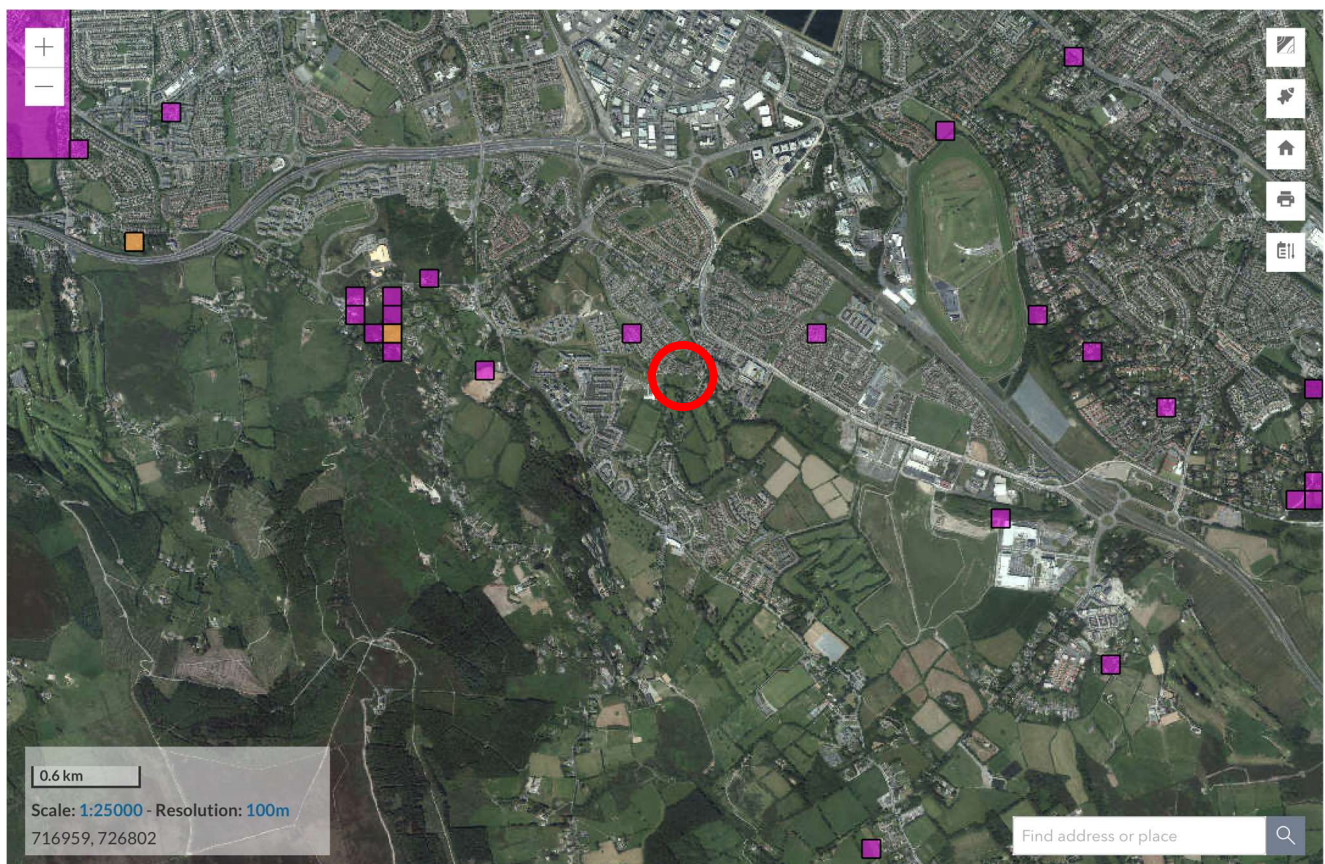 +
−
0.6 km
Scale: 1:25000 - Resolution: 100m
716959, 726802
Find address or place